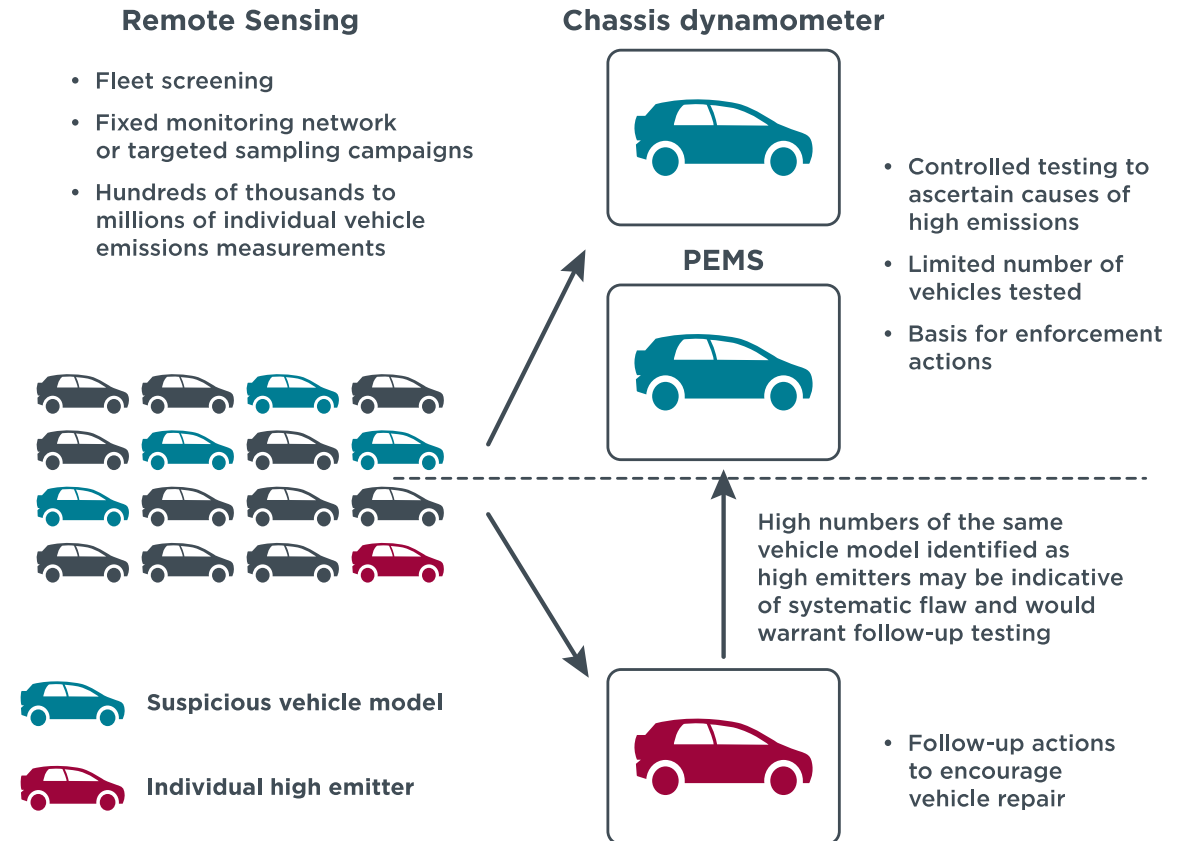 Remote Sensing
• Fleet screening
• Fixed monitoring network
or targeted sampling campaigns
• Hundreds of thousands to
millions of individual vehicle
emissions measurements
Chassis dynamometer
PEMS
• Controlled testing to
ascertain causes of
high emissions
• Limited number of
vehicles tested
• Basis for enforcement
actions
High numbers of the same
vehicle model identified as
high emitters may be indicative
of systematic flaw and would
warrant follow-up testing
Suspicious vehicle model
Individual high emitter
• Follow-up actions
to encourage
vehicle repair